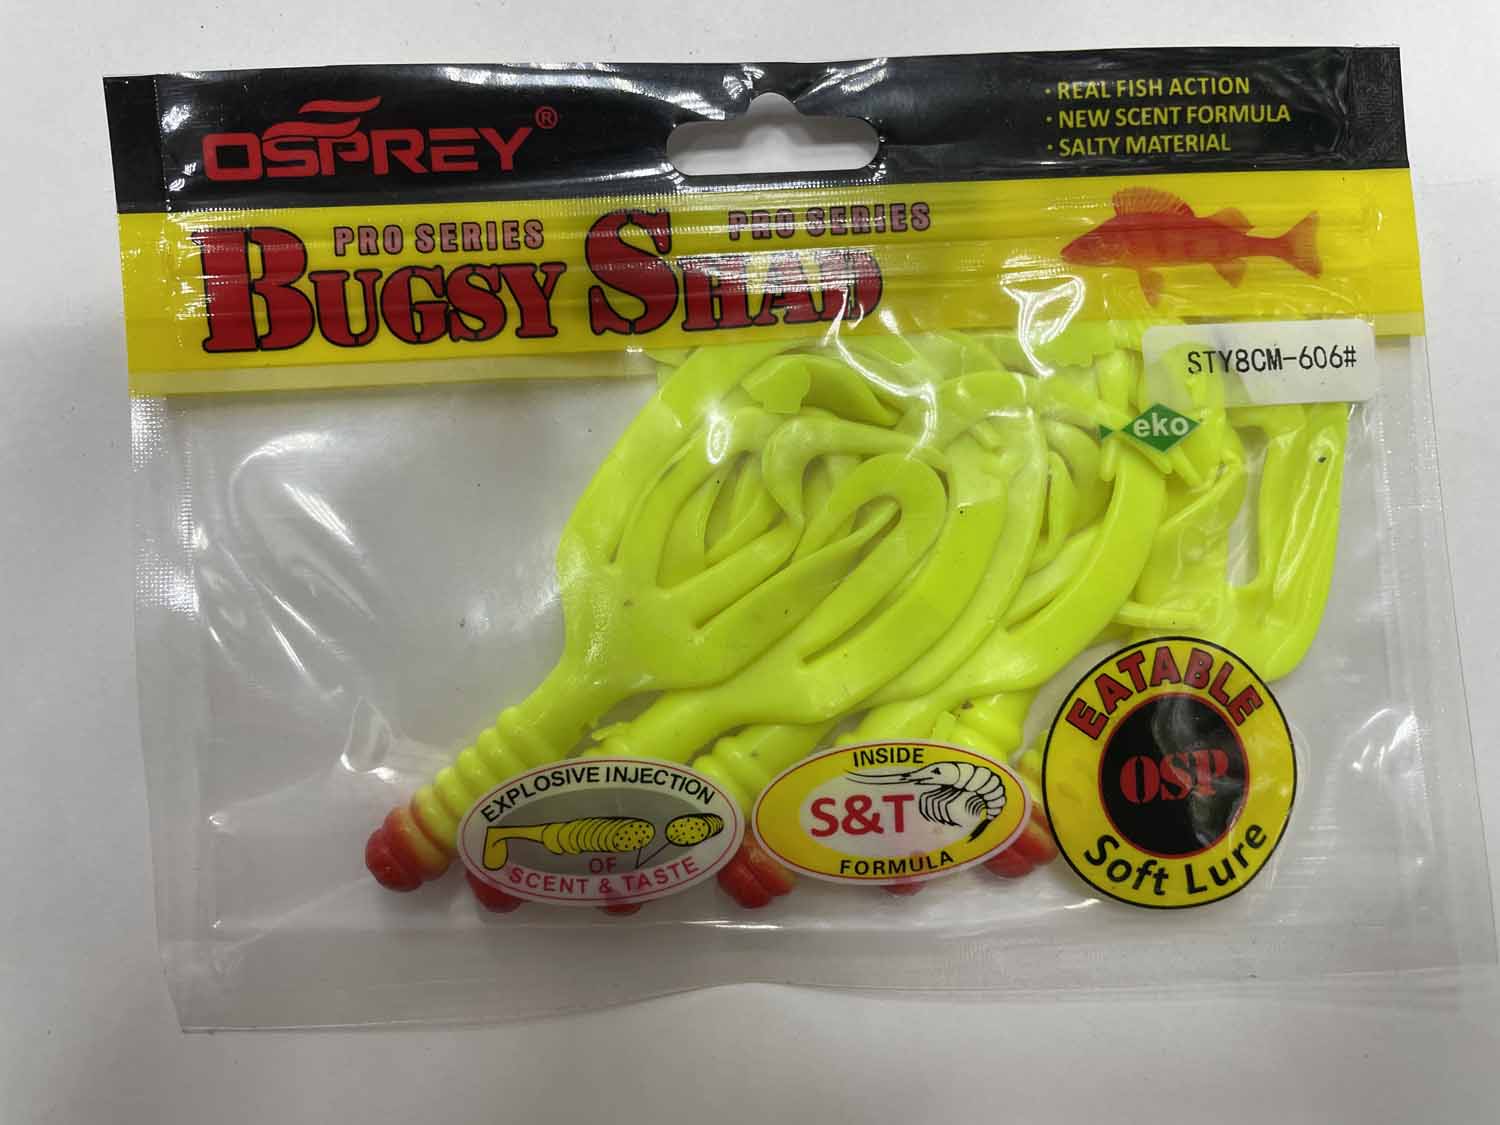 OSPREY®
· REAL FISH ACTION
· NEW SCENT FORMULA
· SALTY MATERIAL
PRO SERIES PRO SERIES
BUGSY SHAD
STY8CM-606#
eko
EXPLOSIVE INJECTION
OF
SCENT & TASTE
INSIDE
S&T
FORMULA
EATABLE
OSP
Soft Lure